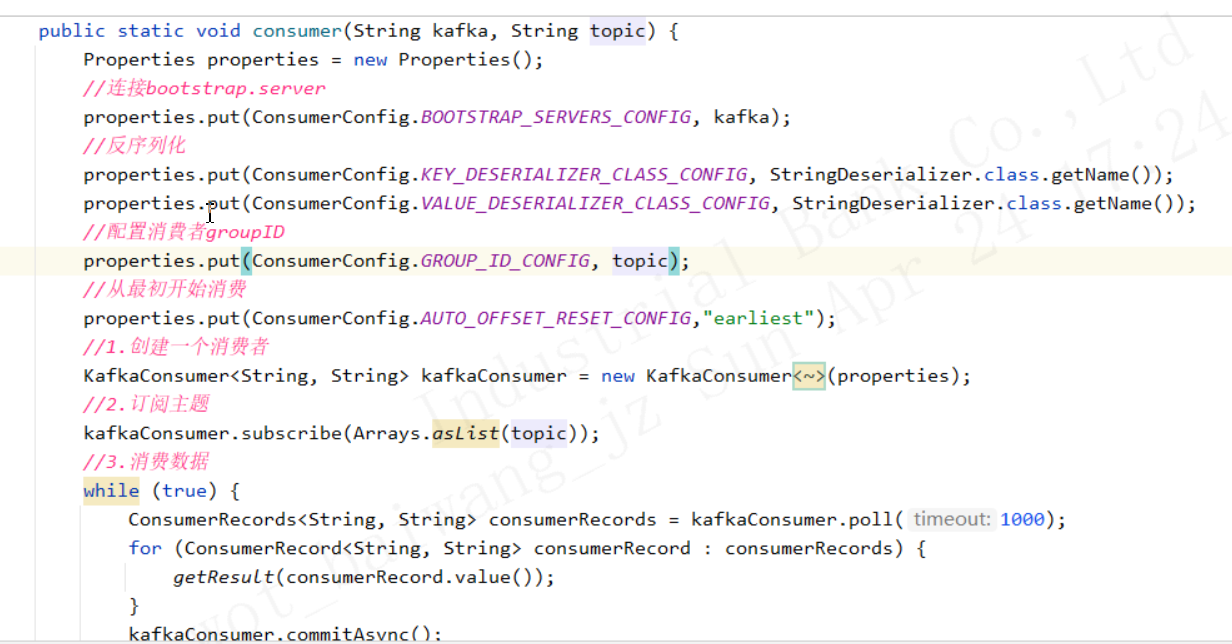 public static void consumer(String kafka, String topic) {
Properties properties = new Properties();
//连接bootstrap.server
properties.put(ConsumerConfig.BOOTSTRAP_SERVERS_CONFIG, kafka);
//反序列化
properties.put(ConsumerConfig.KEY_DESERIALIZER_CLASS_CONFIG, StringDeserializer.class.getName());
properties.put(ConsumerConfig.VALUE_DESERIALIZER_CLASS_CONFIG, StringDeserializer.class.getName());
//配置消费者groupID
properties.put(ConsumerConfig.GROUP_ID_CONFIG, topic);
//从最初开始消费
properties.put(ConsumerConfig.AUTO_OFFSET_RESET_CONFIG,"earliest");
//1.创建一个消费者
KafkaConsumer<String, String> kafkaConsumer = new KafkaConsumer<~>(properties);
//2.订阅主题
kafkaConsumer.subscribe(Arrays.asList(topic));
//3.消费数据
while (true) {
ConsumerRecords<String, String> consumerRecords = kafkaConsumer.poll( timeout: 1000);
for (ConsumerRecord<String, String> consumerRecord : consumerRecords) {
getResult(consumerRecord.value());
}
kafkaConsumer.commitAsync();
Industrial Bank Co.,Ltd
Sun Apr 24 17:24